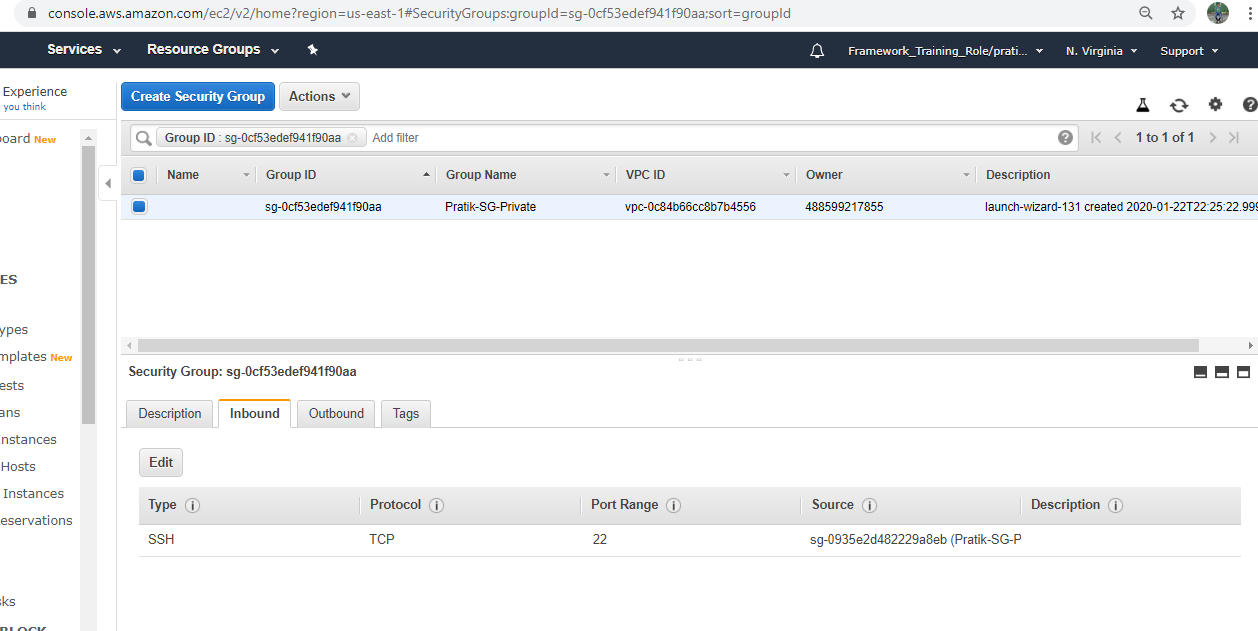 console.aws.amazon.com/ec2/v2/home?region=us-east-1#SecurityGroups:groupId=sg-0cf53edef941f90aa;sort=groupId
Services Resource Groups Framework_Training_Role/prati... N. Virginia Support
Experience
you think
board New
ES
ypes
mplates New
ests
ans
nstances
Hosts
Instances
eservations
sks
BLOCK
Create Security Group Actions
Group ID : sg-0cf53edef941f90aa Add filter 1 to 1 of 1
Name Group ID Group Name VPC ID Owner Description
sg-0cf53edef941f90aa Pratik-SG-Private vpc-0c84b66cc8b7b4556 488599217855 launch-wizard-131 created 2020-01-22T22:25:22.999
Security Group: sg-0cf53edef941f90aa
Description Inbound Outbound Tags
Edit
Type Protocol Port Range Source Description
SSH TCP 22 sg-0935e2d482229a8eb (Pratik-SG-P